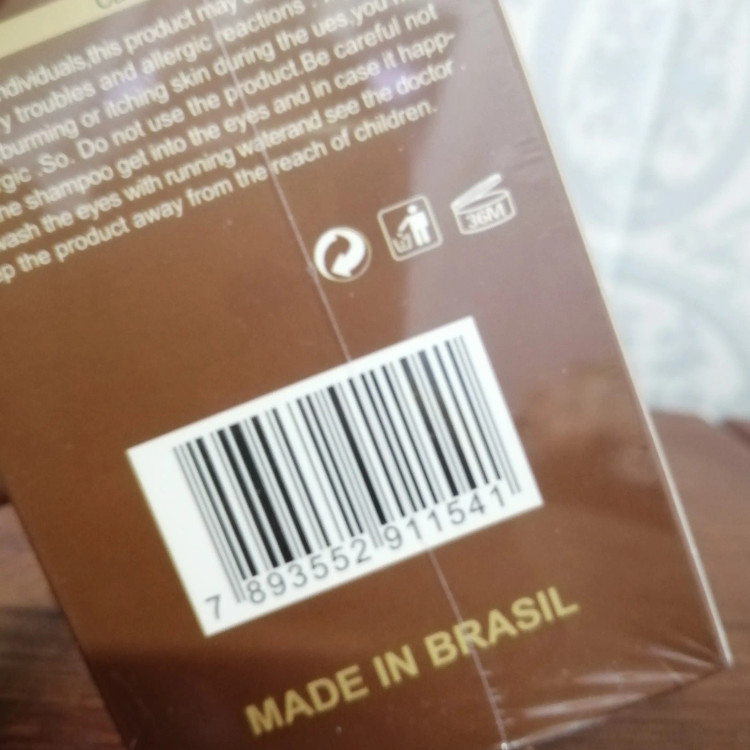 individuals,this product may
y troubles and allergic reactions .
burning or itching skin during the ues,you
gic .So. Do not use the product.Be careful not
he shampoo get into the eyes and in case it happ-
wash the eyes with running waterand see the doctor .
p the product away from the reach of children.
36M
7 893552 911541
MADE IN BRASIL